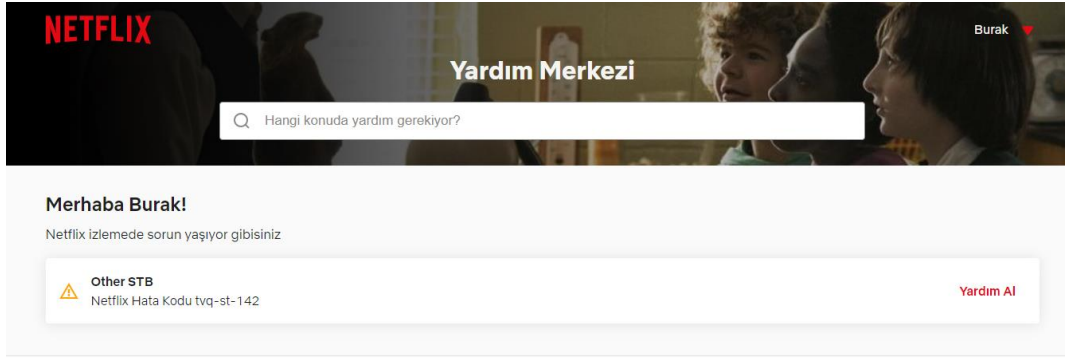 NETFLIX
Burak
Yardım Merkezi
Hangi konuda yardım gerekiyor?
Merhaba Burak!
Netflix izlemede sorun yaşıyor gibisiniz
Other STB
Netflix Hata Kodu tvq-st-142
Yardım Al